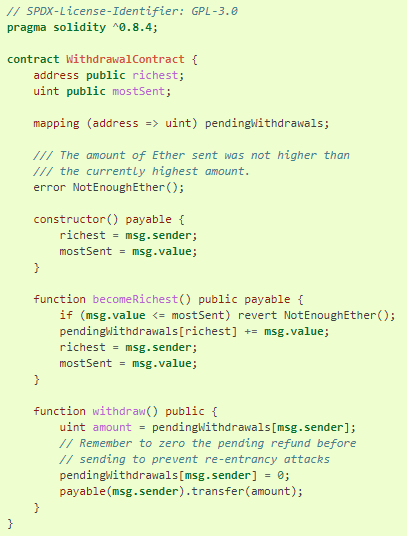 // SPDX-License-Identifier: GPL-3.0
pragma solidity ^0.8.4;

contract WithdrawalContract {
    address public richest;
    uint public mostSent;

    mapping (address => uint) pendingWithdrawals;

    /// The amount of Ether sent was not higher than
    /// the currently highest amount.
    error NotEnoughEther();

    constructor() payable {
        richest = msg.sender;
        mostSent = msg.value;
    }

    function becomeRichest() public payable {
        if (msg.value <= mostSent) revert NotEnoughEther();
        pendingWithdrawals[richest] += msg.value;
        richest = msg.sender;
        mostSent = msg.value;
    }

    function withdraw() public {
        uint amount = pendingWithdrawals[msg.sender];
        // Remember to zero the pending refund before
        // sending to prevent re-entrancy attacks
        pendingWithdrawals[msg.sender] = 0;
        payable(msg.sender).transfer(amount);
    }
}